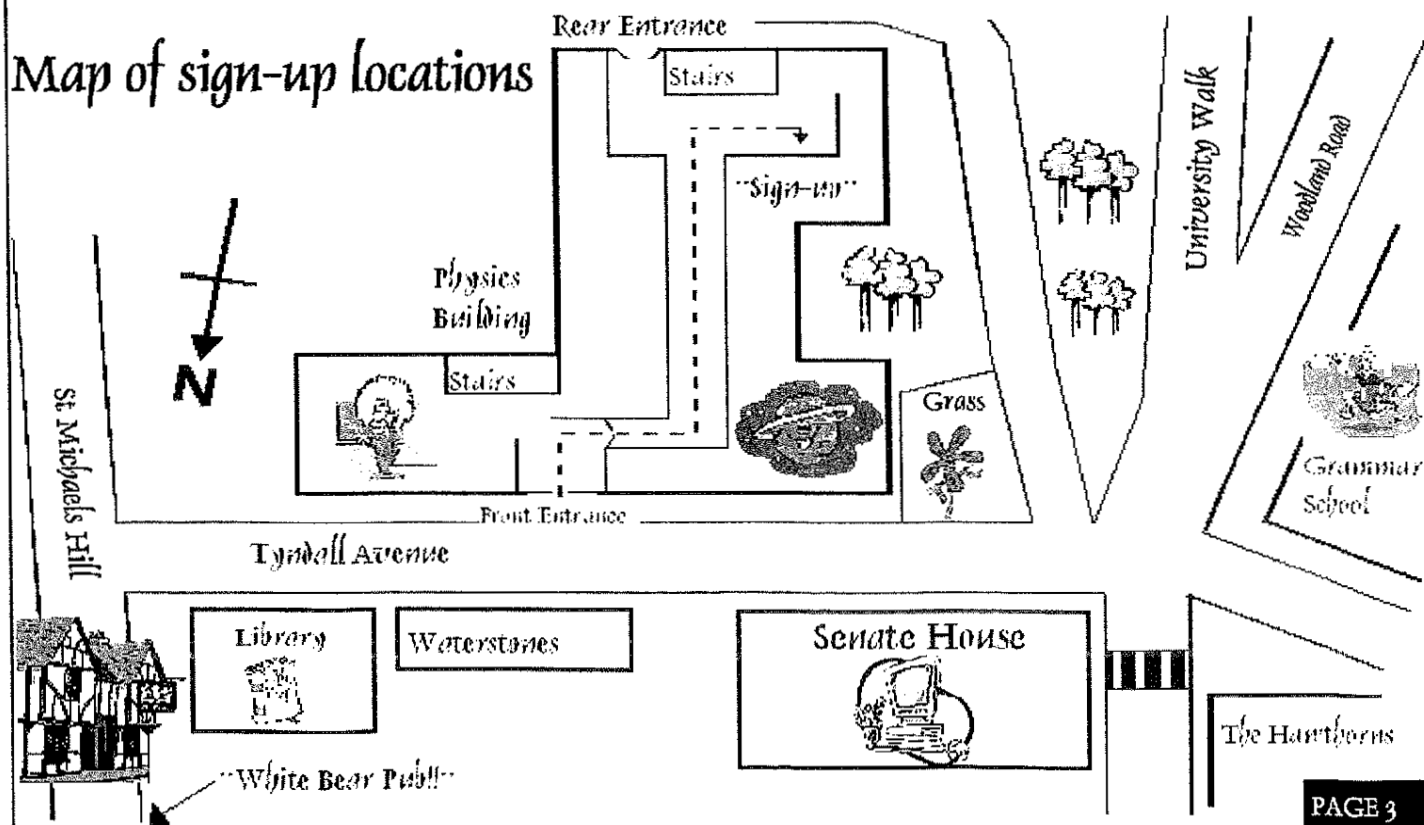 Rear Entrance
Map of sign-up locations
Stairs
University Walk
Woodland Road
"Sign-up"
Physics
Building
N
Stairs
Grass
St Michaels Hill
Grammar
School
Front Entrance
Tyndall Avenue
Library
Waterstones
Senate House
The Hawthorns
"White Bear Pub!!"
PAGE 3